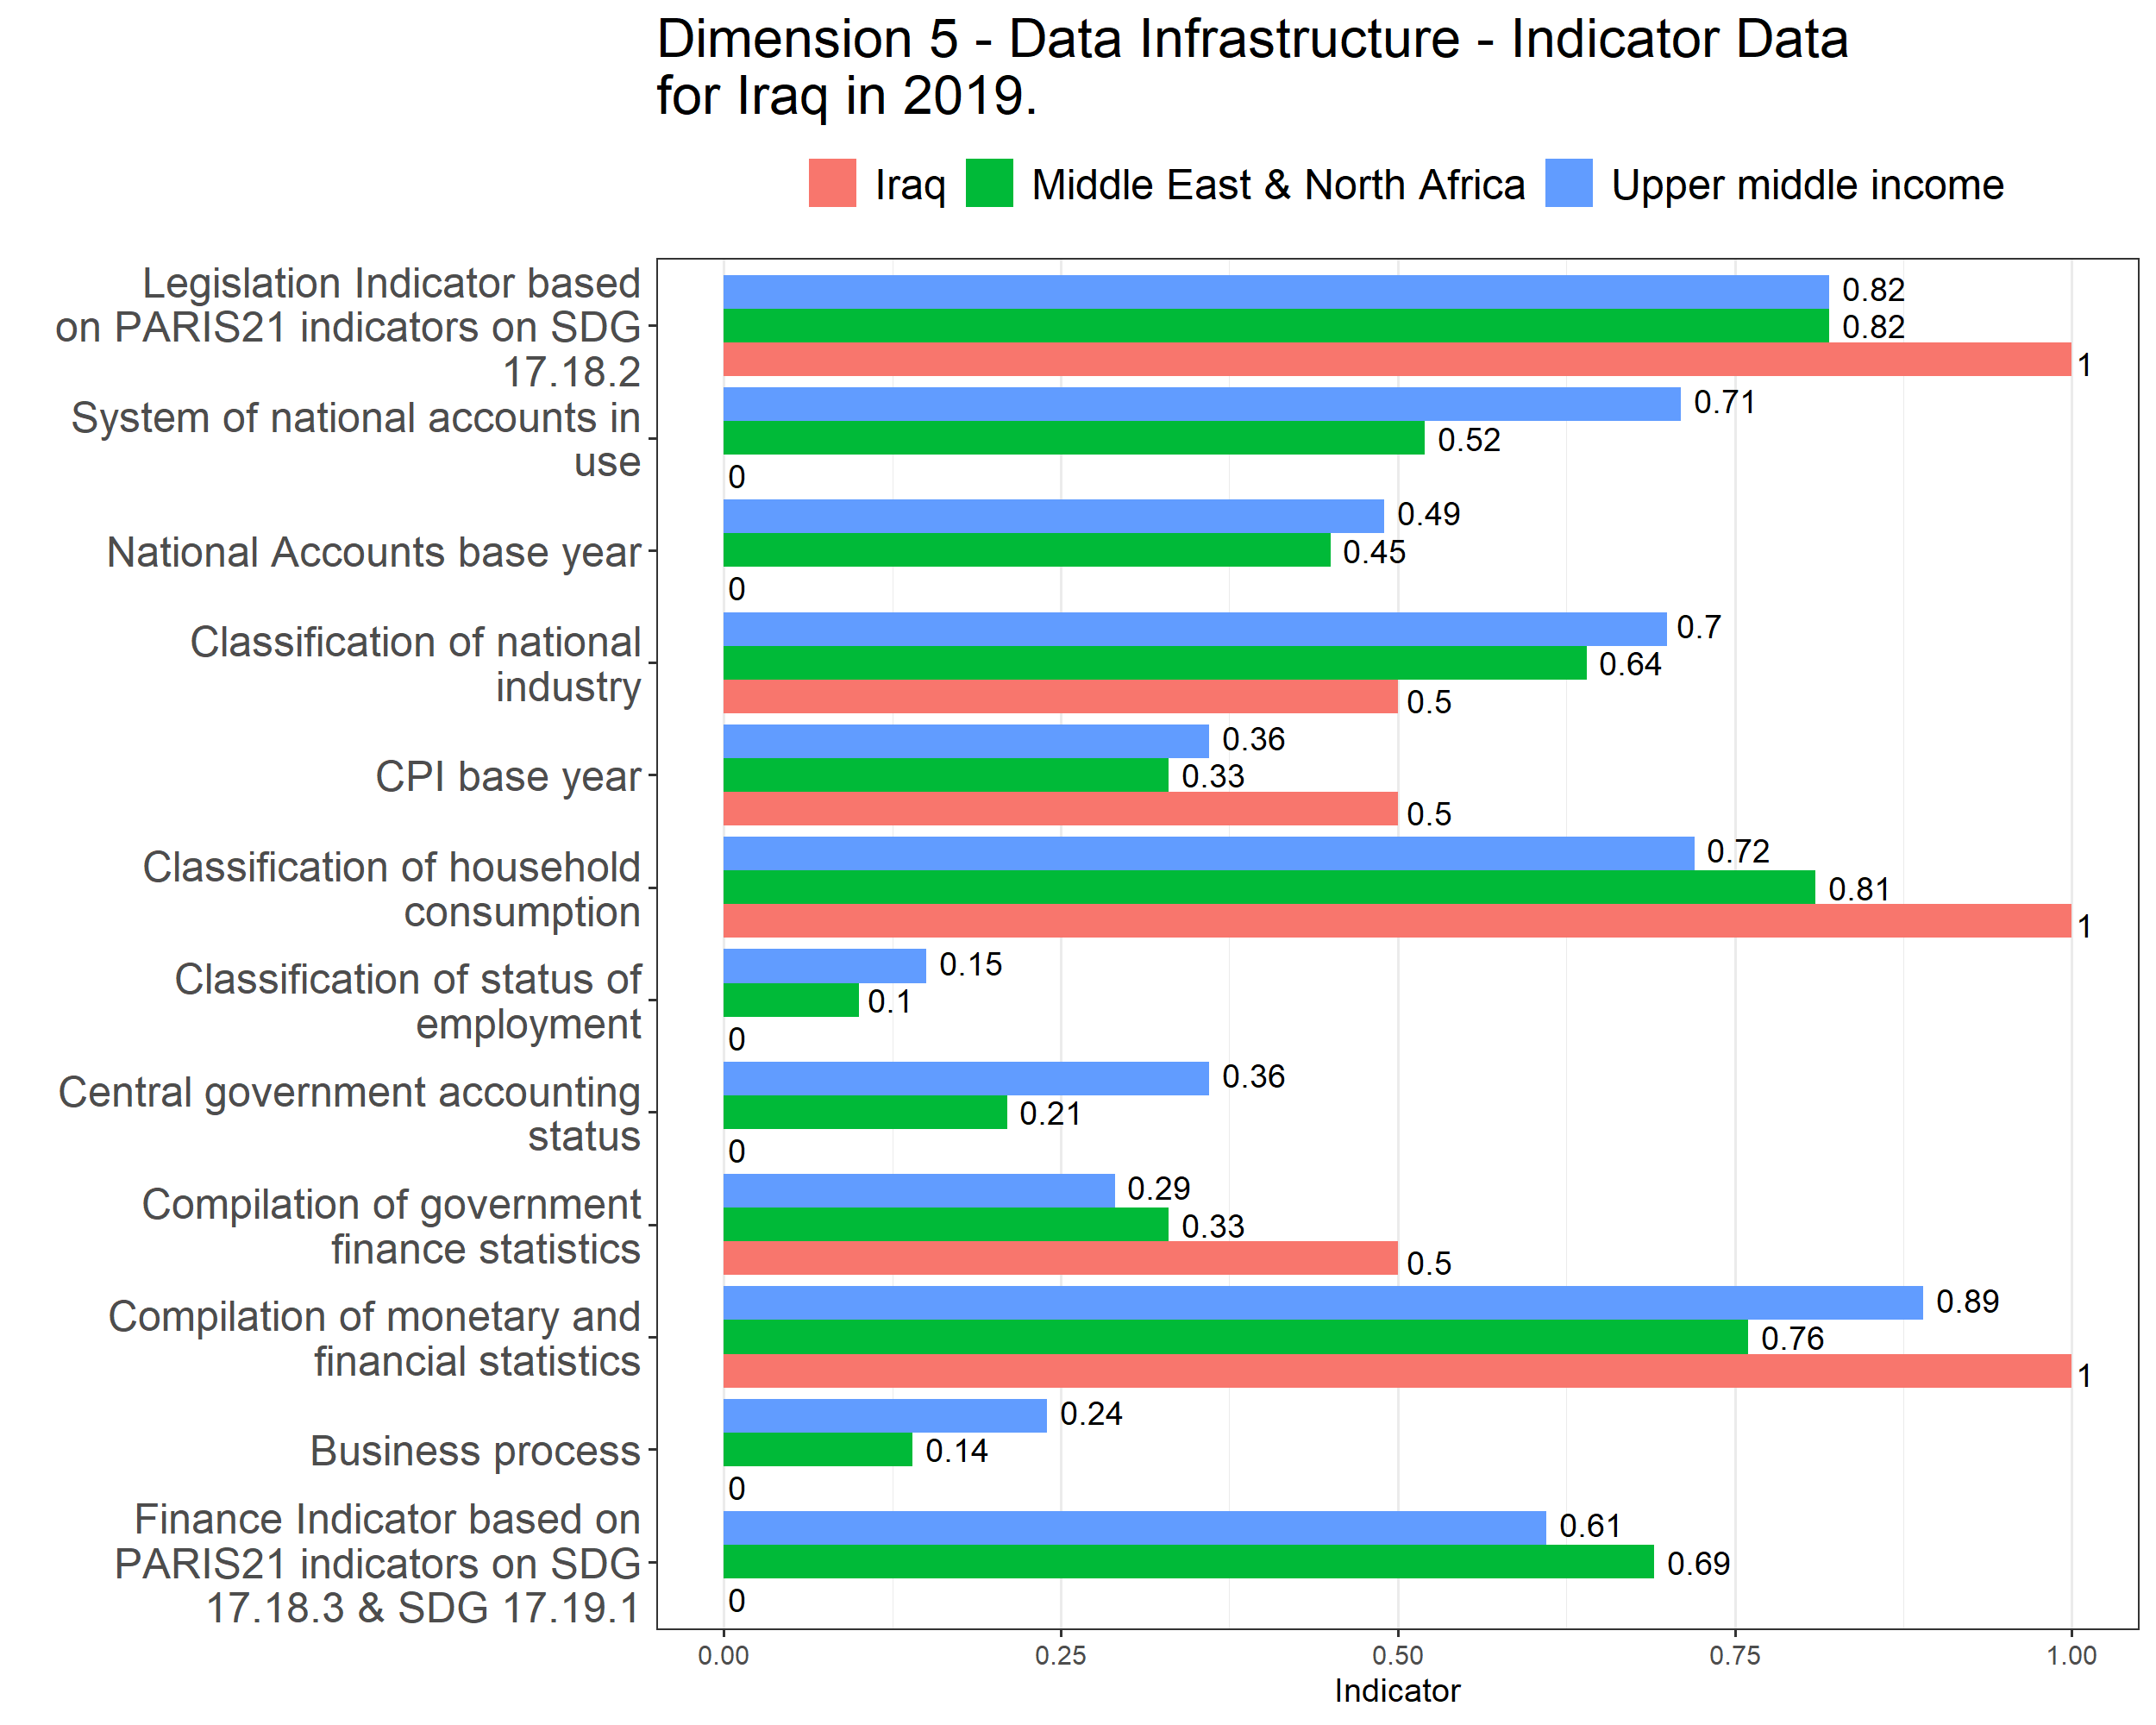 Dimension 5 - Data Infrastructure - Indicator Data
for Iraq in 2019.
Iraq
Middle East & North Africa
Upper middle income
Legislation Indicator based
on PARIS21 indicators on SDG
17.18.2
0.82
0.82
1
System of national accounts in
use
0.71
0.52
0
National Accounts base year
0.49
0.45
0
Classification of national
industry
0.7
0.64
0.5
CPI base year
0.36
0.33
0.5
Classification of household
consumption
0.72
0.81
1
Classification of status of
employment
0.15
0.1
0
Central government accounting
status
0.36
0.21
0
Compilation of government
finance statistics
0.29
0.33
0.5
Compilation of monetary and
financial statistics
0.89
0.76
1
Business process
0.24
0.14
0
Finance Indicator based on
PARIS21 indicators on SDG
17.18.3 & SDG 17.19.1
0.61
0.69
0
0.00
0.25
0.50
0.75
1.00
Indicator